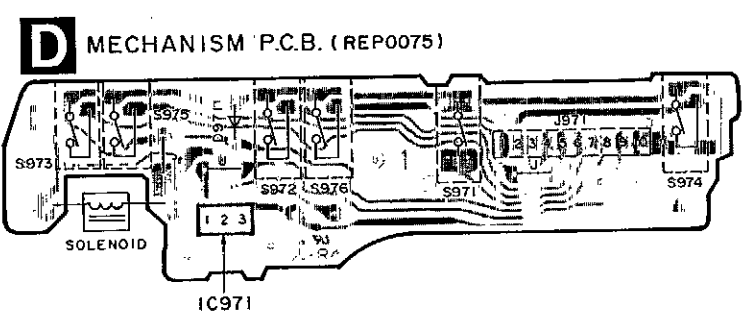 D MECHANISM P.C.B. (REP0075)
S975
D971
J971
S973
S972 S976
S971
S974
2 3 4 5 6 7 8 9 10
1 2 3
SOLENOID
IC971